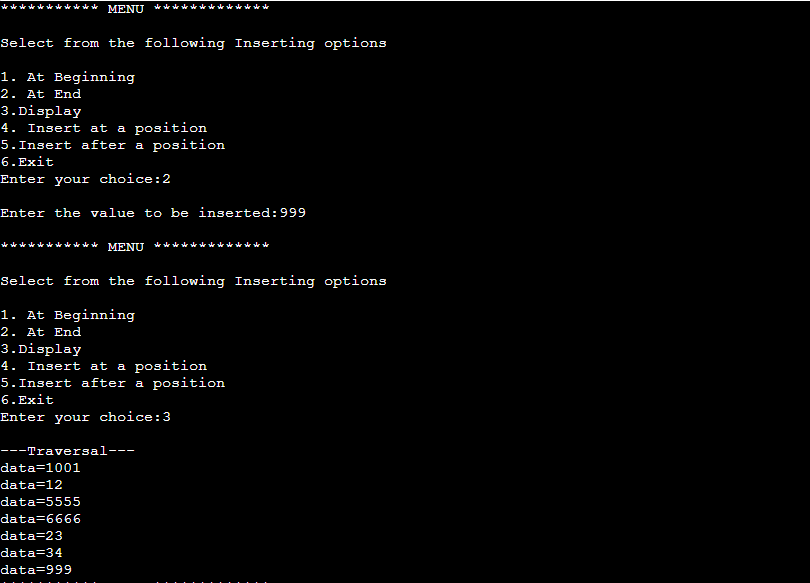 *********** MENU *************
Select from the following Inserting options
1. At Beginning
2. At End
3.Display
4. Insert at a position
5.Insert after a position
6.Exit
Enter your choice:2
Enter the value to be inserted:999
*********** MENU *************
Select from the following Inserting options
1. At Beginning
2. At End
3.Display
4. Insert at a position
5.Insert after a position
6.Exit
Enter your choice:3
---Traversal---
data=1001
data=12
data=5555
data=6666
data=23
data=34
data=999